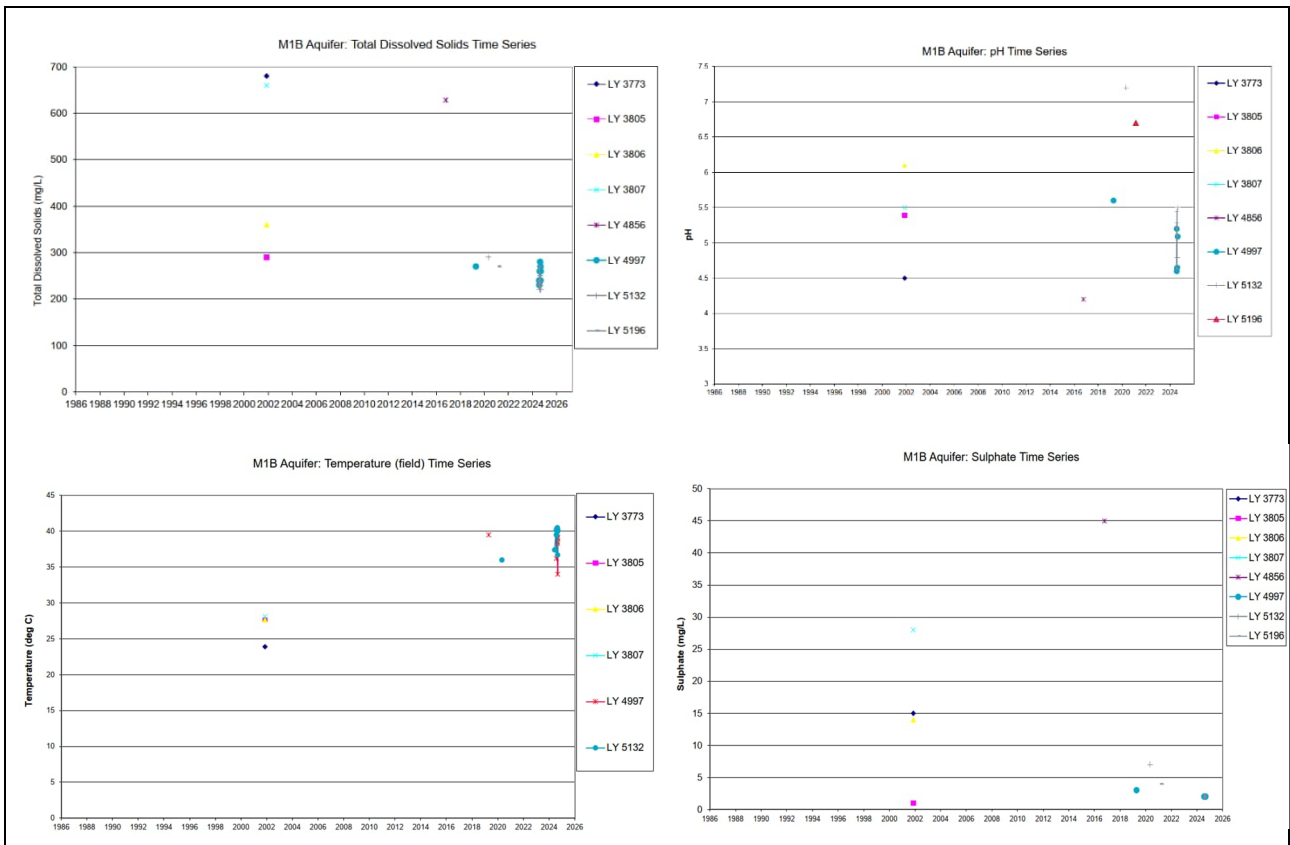 M1B Aquifer: Total Dissolved Solids Time Series
Total Dissolved Solids (mg/L)
700
600
500
400
300
200
100
0
1986 1988 1990 1992 1994 1996 1998 2000 2002 2004 2006 2008 2010 2012 2014 2016 2018 2020 2022 2024 2026
LY 3773
LY 3805
LY 3806
LY 3807
LY 4856
LY 4997
LY 5132
LY 5196
M1B Aquifer: pH Time Series
pH
7.5
7
6.5
6
5.5
5
4.5
4
3.5
3
1986 1988 1990 1992 1994 1996 1998 2000 2002 2004 2006 2008 2010 2012 2014 2016 2018 2020 2022 2024
LY 3773
LY 3805
LY 3806
LY 3807
LY 4856
LY 4997
LY 5132
LY 5196
M1B Aquifer: Temperature (field) Time Series
Temperature (deg C)
45
40
35
30
25
20
15
10
5
0
1986 1988 1990 1992 1994 1996 1998 2000 2002 2004 2006 2008 2010 2012 2014 2016 2018 2020 2022 2024 2026
LY 3773
LY 3805
LY 3806
LY 3807
LY 4997
LY 5132
M1B Aquifer: Sulphate Time Series
Sulphate (mg/L)
50
45
40
35
30
25
20
15
10
5
0
1986 1988 1990 1992 1994 1996 1998 2000 2002 2004 2006 2008 2010 2012 2014 2016 2018 2020 2022 2024 2026
LY 3773
LY 3805
LY 3806
LY 3807
LY 4856
LY 4997
LY 5132
LY 5196